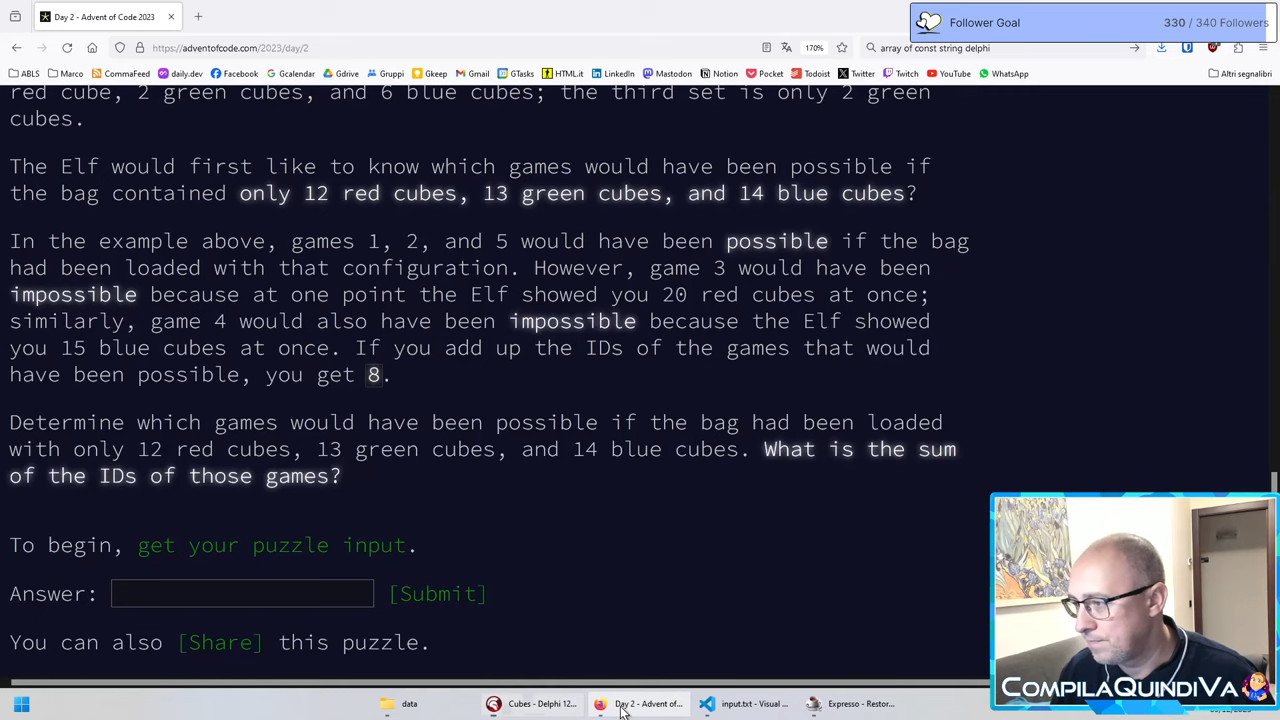 Day 2 - Advent of Code 2023
Follower Goal
330 / 340 Followers
https://adventofcode.com/2023/day/2
170%
array of const string delphi
ABLS
Marco
CommaFeed
daily.dev
Facebook
Gcalendar
Gdrive
Gruppi
Gkeep
Gmail
GTasks
HTML.it
LinkedIn
Mastodon
Notion
Pocket
Todoist
Twitter
Twitch
YouTube
WhatsApp
Altri segnalibri
red cube, 2 green cubes, and 6 blue cubes; the third set is only 2 green
cubes.
The Elf would first like to know which games would have been possible if
the bag contained only 12 red cubes, 13 green cubes, and 14 blue cubes?
In the example above, games 1, 2, and 5 would have been possible if the bag
had been loaded with that configuration. However, game 3 would have been
impossible because at one point the Elf showed you 20 red cubes at once;
similarly, game 4 would also have been impossible because the Elf showed
you 15 blue cubes at once. If you add up the IDs of the games that would
have been possible, you get 8.
Determine which games would have been possible if the bag had been loaded
with only 12 red cubes, 13 green cubes, and 14 blue cubes. What is the sum
of the IDs of those games?
To begin, get your puzzle input.
Answer:
[Submit]
You can also [Share] this puzzle.
COMPILAQUINDIVA
data
Cubes - Delphi 12...
Day 2 - Advent of...
input.txt - Visual ...
Expresso - Restor...